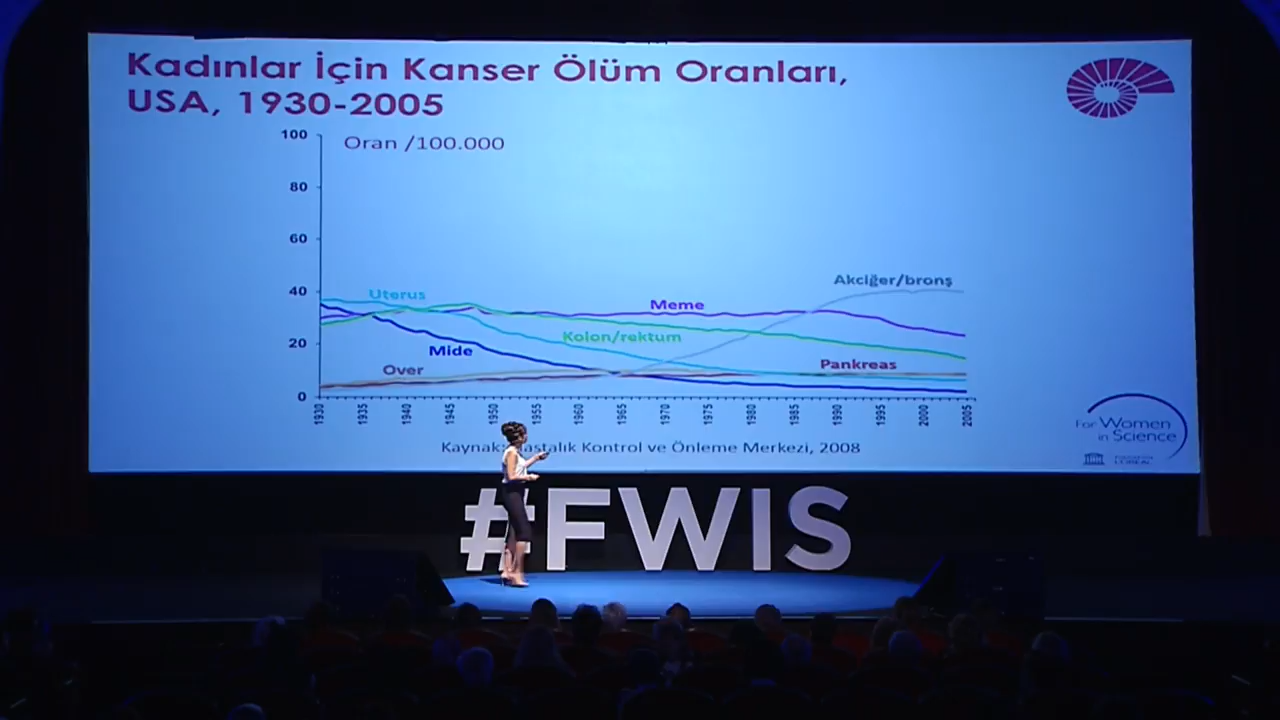 Kadınlar İçin Kanser Ölüm Oranları,
USA, 1930-2005
Oran /100.000
100
80
60
40
20
0
Uterus
Meme
Akciğer/bronş
Kolon/rektum
Mide
Over
Pankreas
1930
1935
1940
1945
1950
1955
1960
1965
1970
1975
1980
1985
1990
1995
2000
2005
Kaynak: Hastalık Kontrol ve Önleme Merkezi, 2008
For Women
in Science
L'ORÉAL
#FWIS